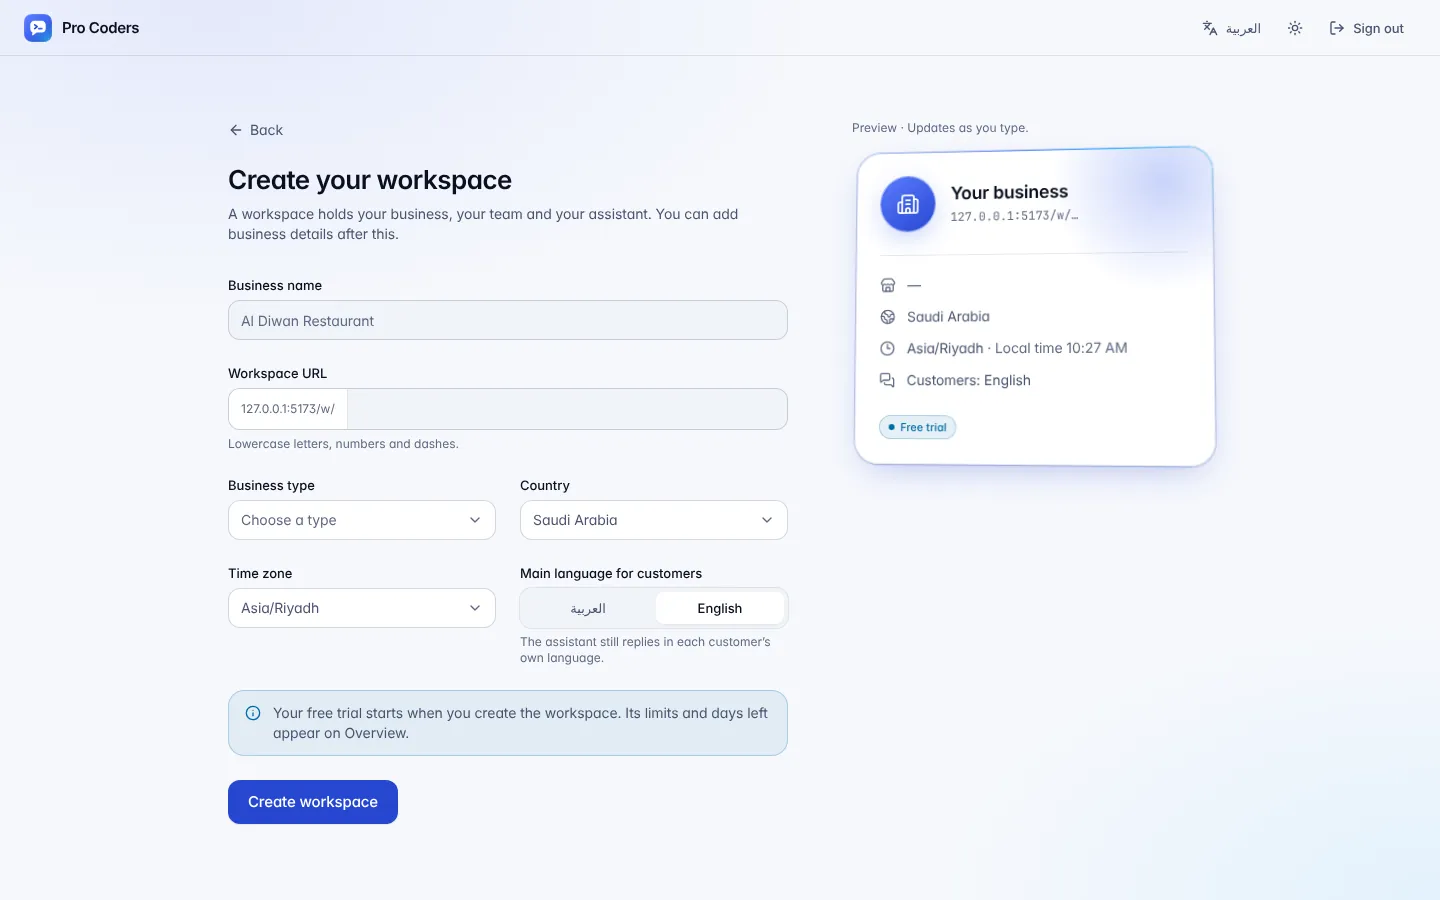 Pro Coders
العربية
Sign out
Back
Create your workspace
A workspace holds your business, your team and your assistant. You can add
business details after this.
Business name
Al Diwan Restaurant
Workspace URL
127.0.0.1:5173/w/
Lowercase letters, numbers and dashes.
Business type
Country
Choose a type
Saudi Arabia
Time zone
Main language for customers
Asia/Riyadh
العربية
English
The assistant still replies in each customer’s
own language.
Your free trial starts when you create the workspace. Its limits and days left
appear on Overview.
Create workspace
Preview · Updates as you type.
Your business
127.0.0.1:5173/w/…
—
Saudi Arabia
Asia/Riyadh · Local time 10:27 AM
Customers: English
Free trial